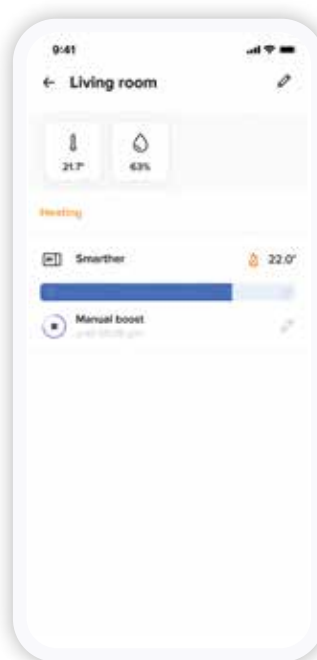 9:41
Living room
21.7°
63%
Heating
Smarther
22.0°
Manual boost